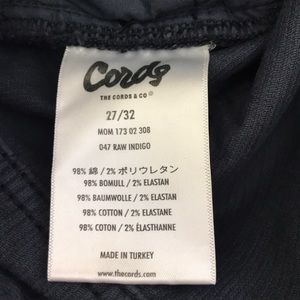 Cords
THE CORDS & CO
27/32
MOM 173 02 308
047 RAW INDIGO
98% 綿 / 2% ポリウレタン
98% BOMULL / 2% ELASTAN
98% BAUMWOLLE / 2% ELASTAN
98% COTTON / 2% ELASTANE
98% COTON / 2% ÉLASTHANNE
MADE IN TURKEY
www.thecords.com